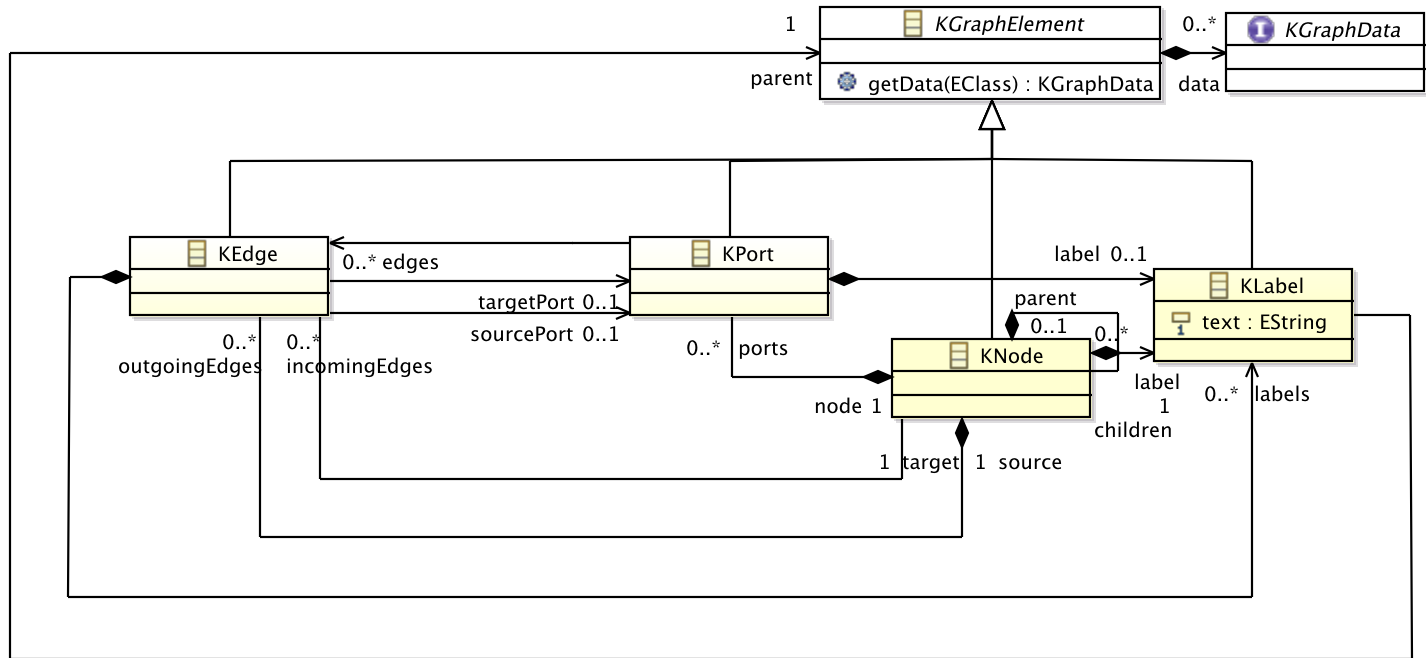 1
KGraphElement
0..*
KGraphData
parent
getData(EClass) : KGraphData
data
KEdge
KPort
0..* edges
label 0..1
KLabel
targetPort 0..1
parent
text : EString
sourcePort 0..1
0..1
0..*
0..*
0..*
0..*
ports
KNode
outgoingEdges
incomingEdges
label
1
0..*
labels
node 1
children
1 target
1 source